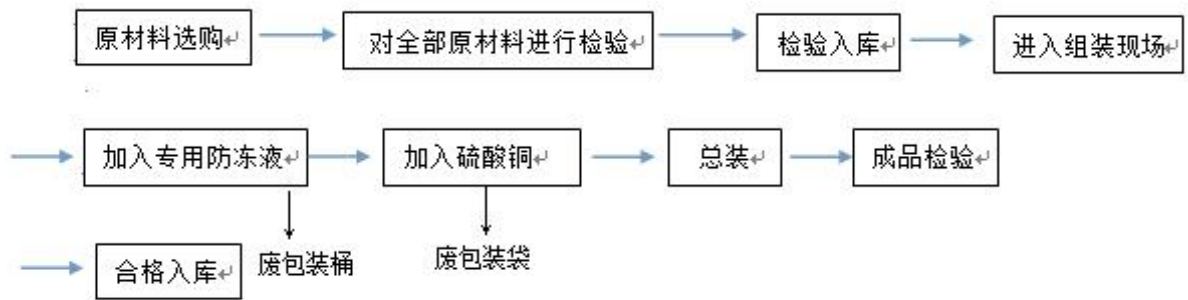 原材料选购
对全部原材料进行检验
检验入库
进入组装现场
加入专用防冻液
加入硫酸铜
总装
成品检验
合格入库
废包装桶
废包装袋